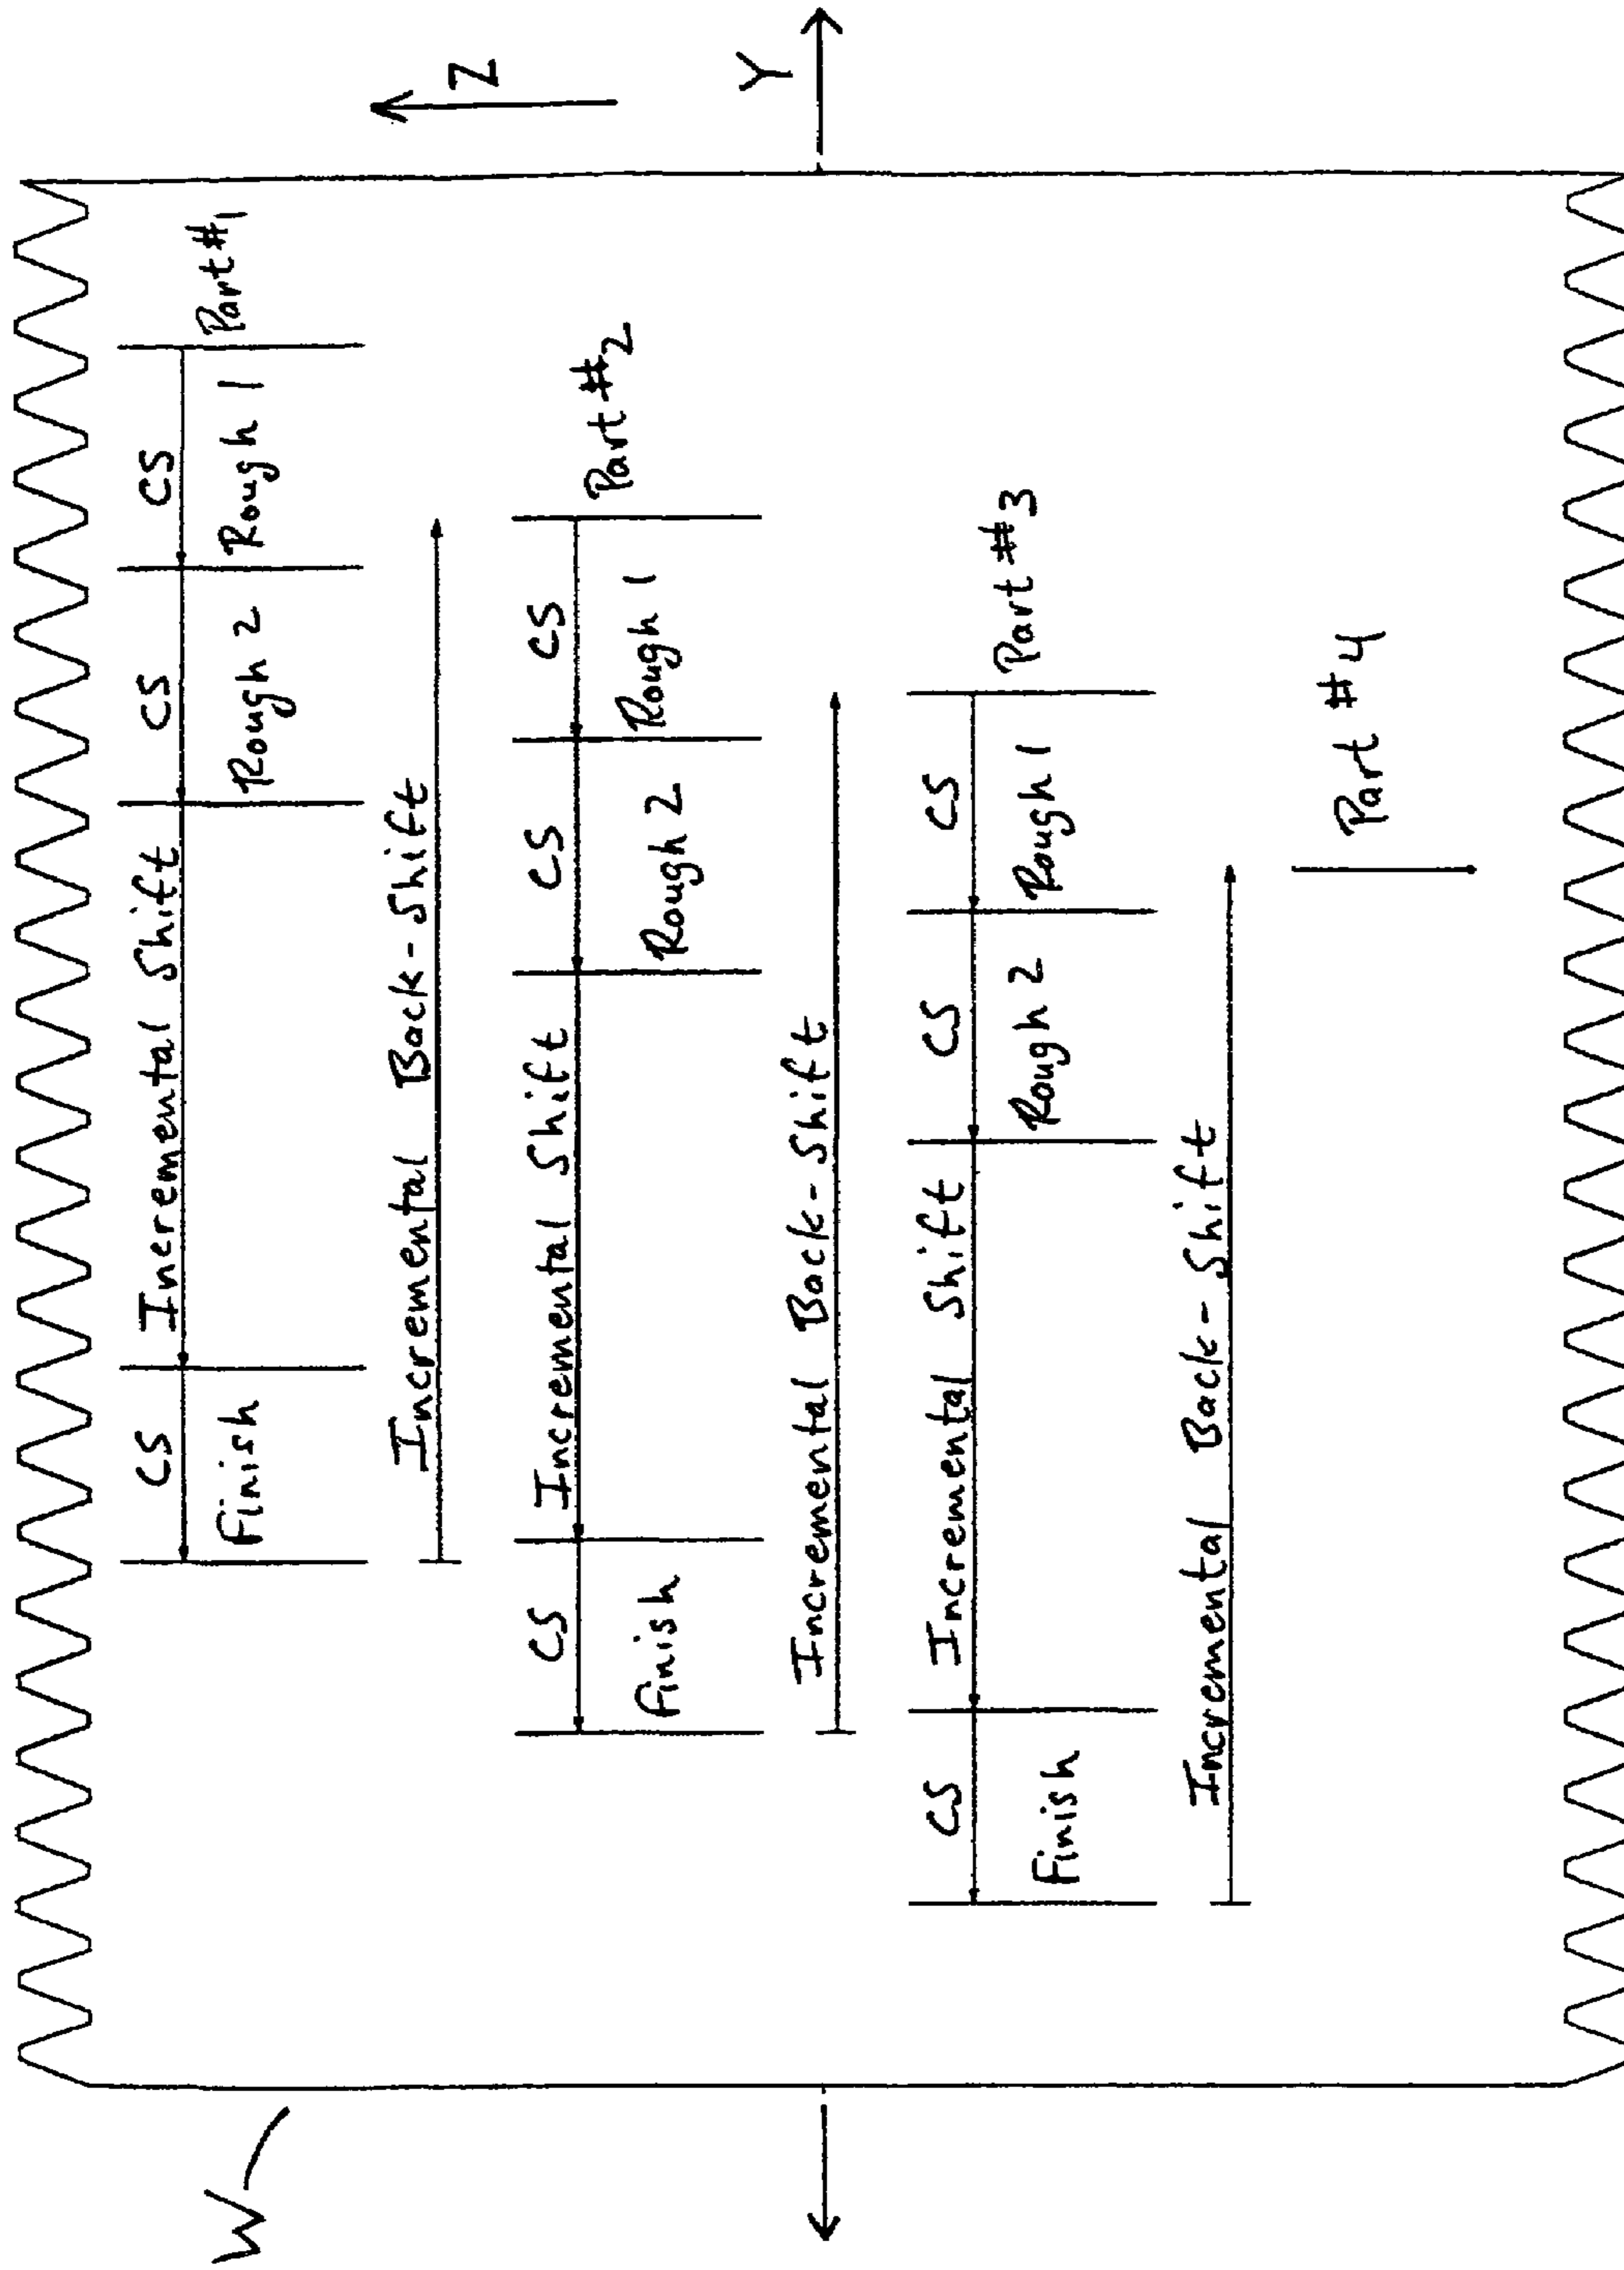 W
CS Incremental Shift CS CS
Finish Rough 2 Rough 1 Part #1
Incremental Back-Shift
Z
CS Incremental Shift CS CS
Finish Rough 2 Rough 1 Part #2
Y
Incremental Back-Shift
CS Incremental Shift CS CS
Finish Rough 2 Rough 1 Part #3
Incremental Back-Shift
Part #4